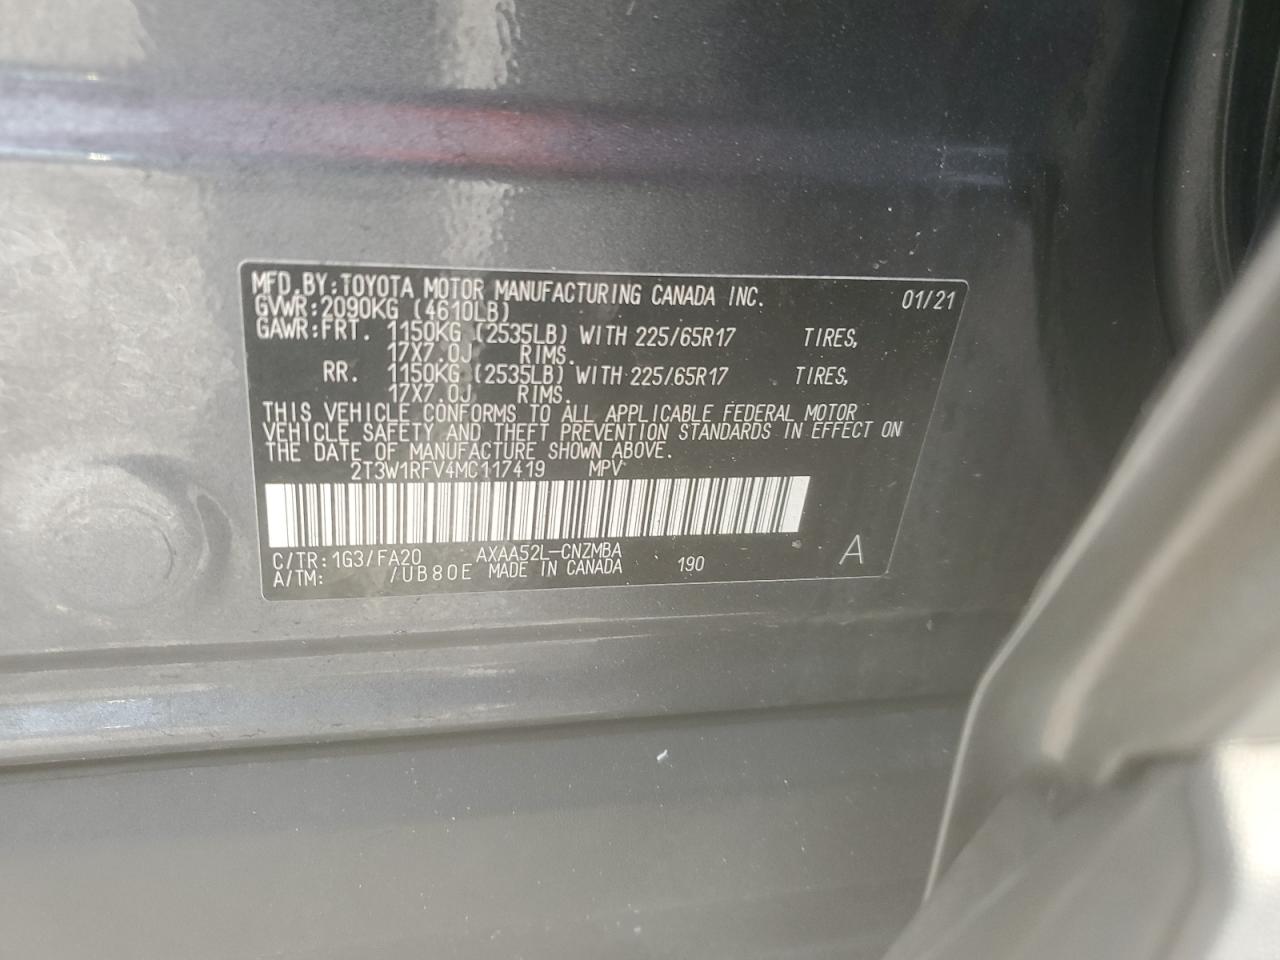 MFD.BY:TOYOTA MOTOR MANUFACTURING CANADA INC. 01/21
GVWR:2090KG (4610LB)
GAWR:FRT. 1150KG (2535LB) WITH 225/65R17 TIRES,
17X7.0J RIMS.
RR. 1150KG (2535LB) WITH 225/65R17 TIRES,
17X7.0J RIMS.
THIS VEHICLE CONFORMS TO ALL APPLICABLE FEDERAL MOTOR
VEHICLE SAFETY AND THEFT PREVENTION STANDARDS IN EFFECT ON
THE DATE OF MANUFACTURE SHOWN ABOVE.
2T3W1RFV4MC117419 MPV
C/TR:1G3/FA20 AXAA52L-CNZMBA
A/TM: /UB80E MADE IN CANADA 190 A